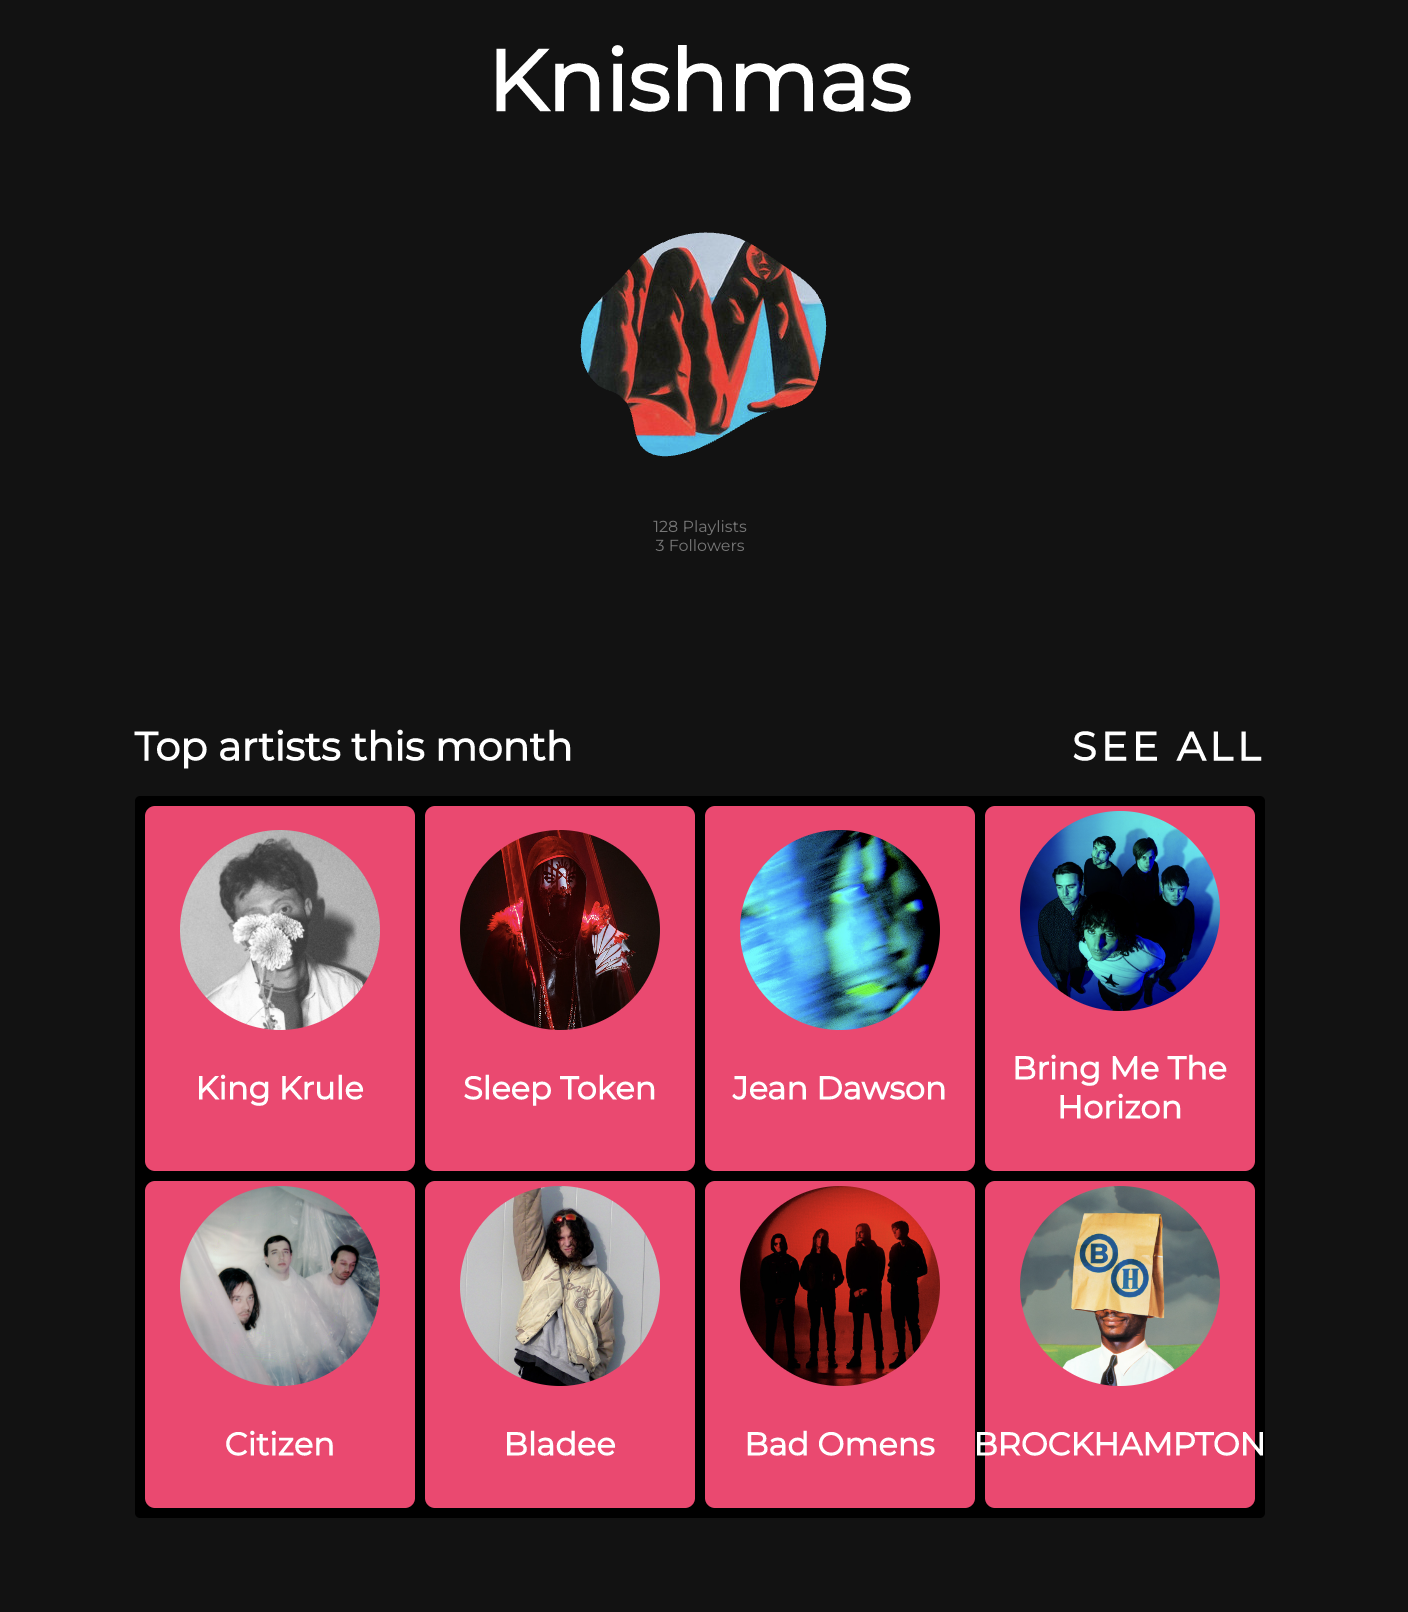 Knishmas
128 Playlists
3 Followers
Top artists this month
SEE ALL
King Krule
Sleep Token
Jean Dawson
Bring Me The
Horizon
B
H
Citizen
Bladee
Bad Omens
BROCKHAMPTON